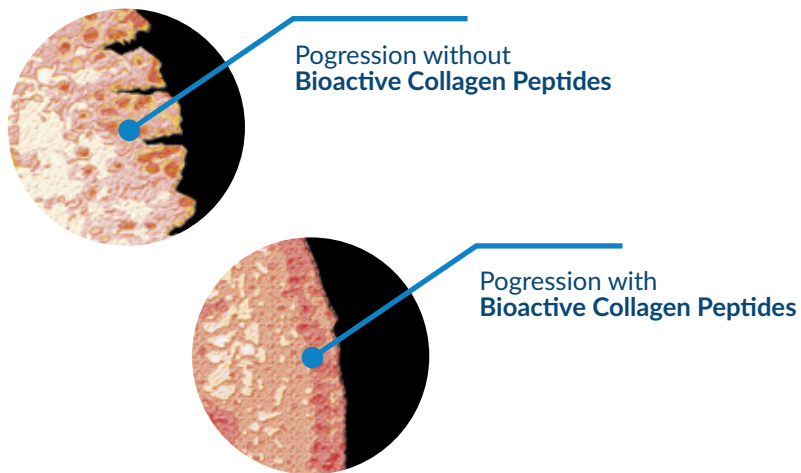 Pogression without
Bioactive Collagen Peptides
Pogression with
Bioactive Collagen Peptides